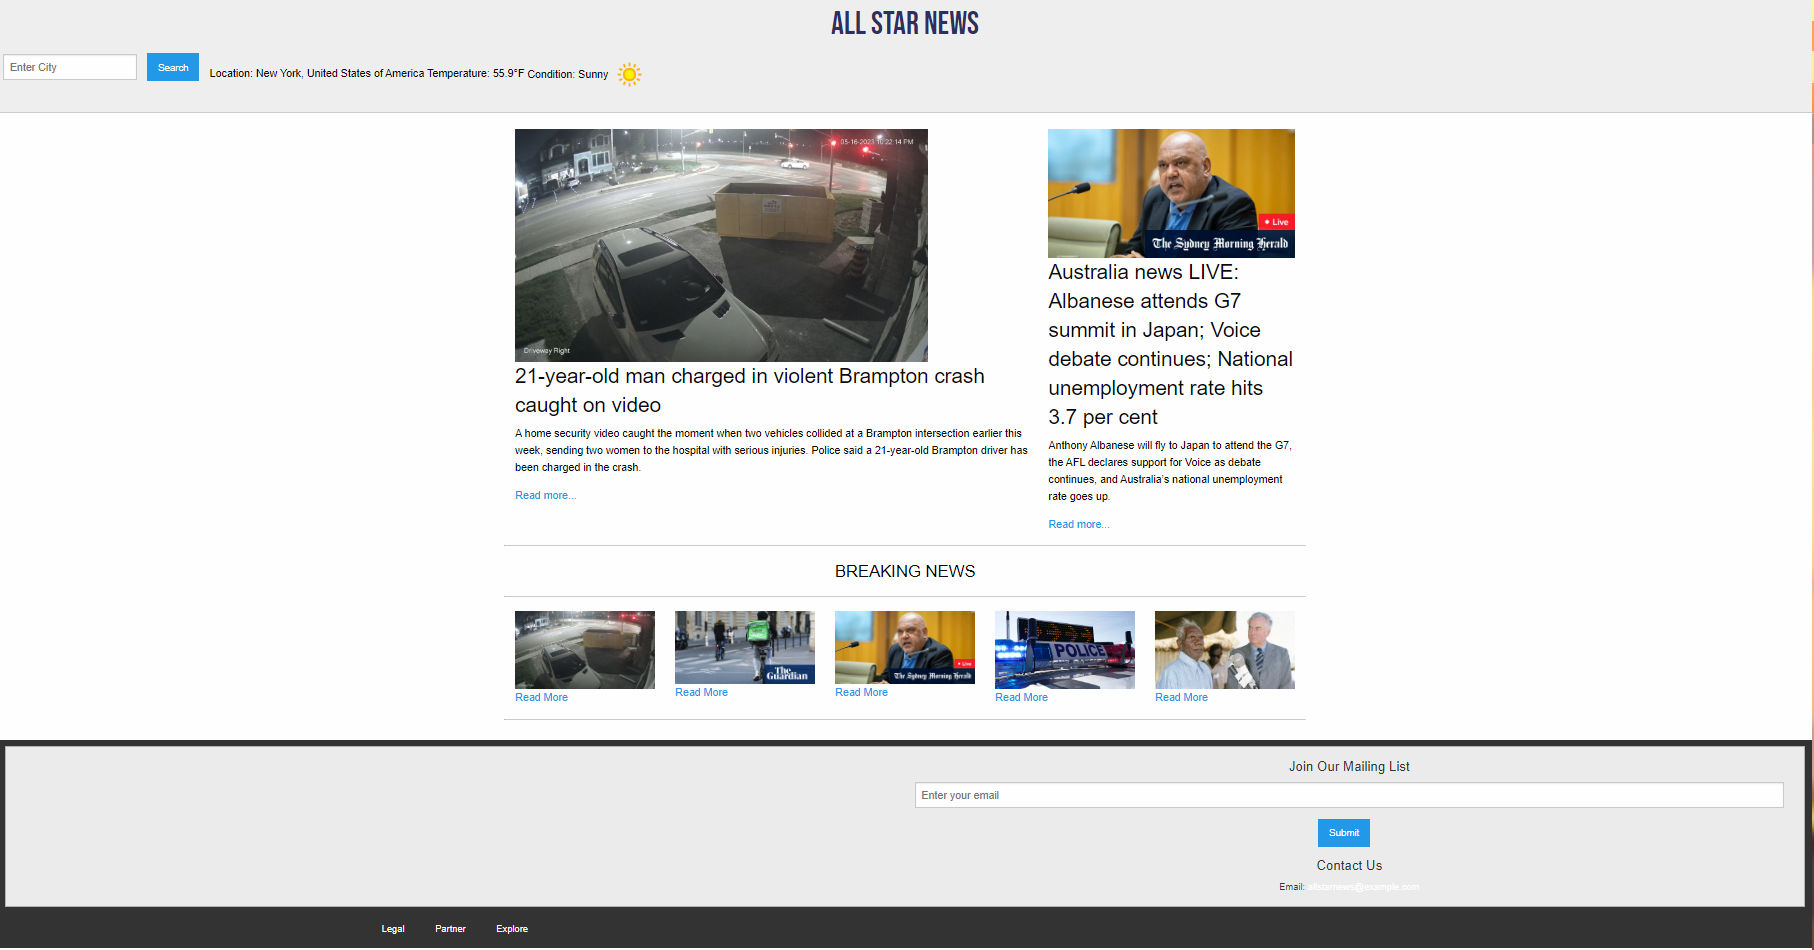 ALL STAR NEWS
Enter City
Search
Location: New York, United States of America Temperature: 55.9°F Condition: Sunny
05-16-2023 10:22:14 PM
Driveway Right
21-year-old man charged in violent Brampton crash
caught on video
A home security video caught the moment when two vehicles collided at a Brampton intersection earlier this
week, sending two women to the hospital with serious injuries. Police said a 21-year-old Brampton driver has
been charged in the crash.
Read more...
Live
The Sydney Morning Herald
Australia news LIVE:
Albanese attends G7
summit in Japan; Voice
debate continues; National
unemployment rate hits
3.7 per cent
Anthony Albanese will fly to Japan to attend the G7,
the AFL declares support for Voice as debate
continues, and Australia's national unemployment
rate goes up.
Read more...
BREAKING NEWS
Read More
The
Guardian
Read More
Live
The Sydney Morning Herald
Read More
POLICE
Read More
Read More
Join Our Mailing List
Enter your email
Submit
Contact Us
Email: allstarnews@example.com
Legal
Partner
Explore